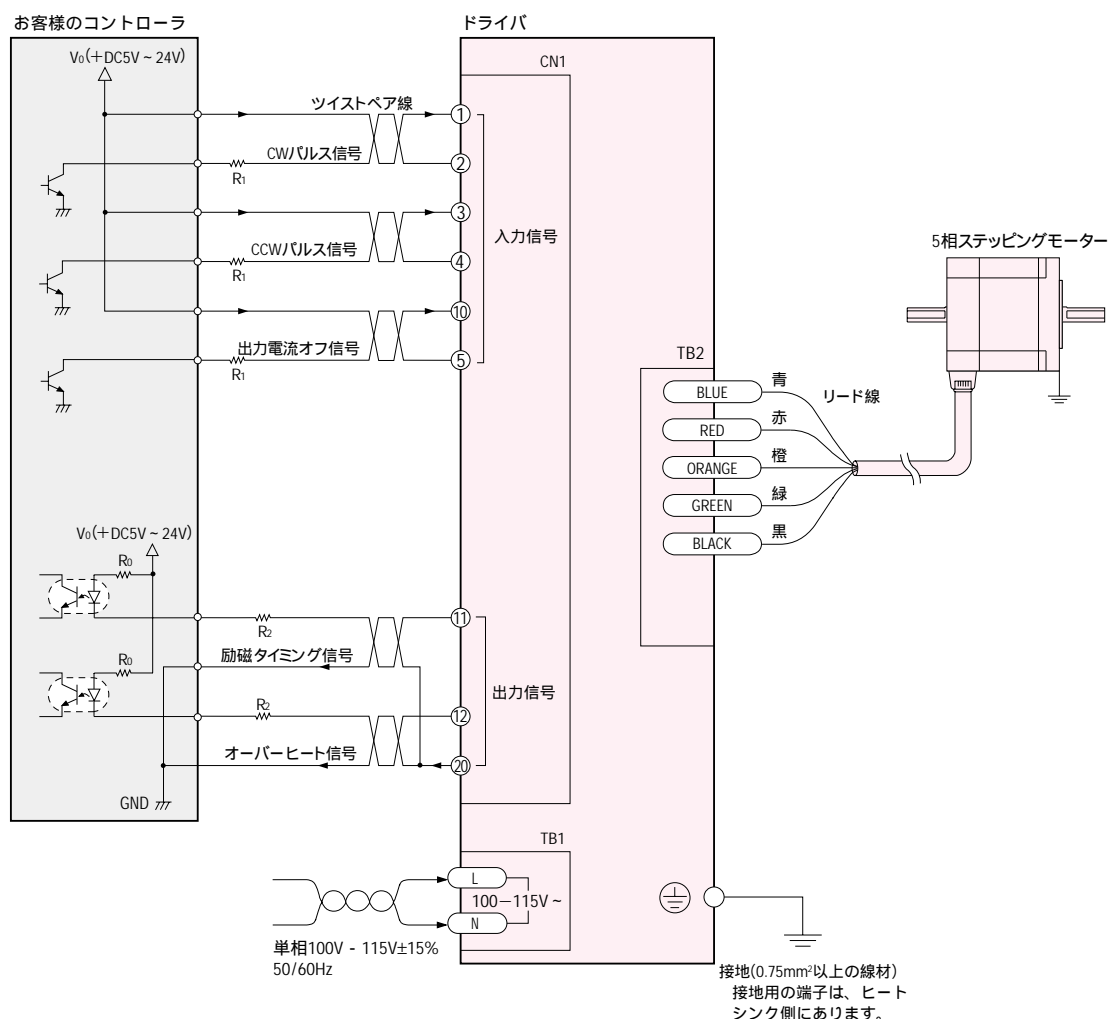 お客様のコントローラ
V0(+DC5V~24V)
ツイストペア線
CWパルス信号
R1
CCWパルス信号
R1
出力電流オフ信号
R1
V0(+DC5V~24V)
R0
R2
励磁タイミング信号
R0
R2
オーバーヒート信号
GND
ドライバ
CN1
①
②
③
④
⑩
⑤
入力信号
⑪
⑫
⑳
出力信号
TB1
L
100-115V~
N
単相100V - 115V±15%
50/60Hz
TB2
BLUE
RED
ORANGE
GREEN
BLACK
青
赤
橙
緑
黒
リード線
5相ステッピングモーター
接地(0.75mm²以上の線材)
接地用の端子は、ヒート
シンク側にあります。